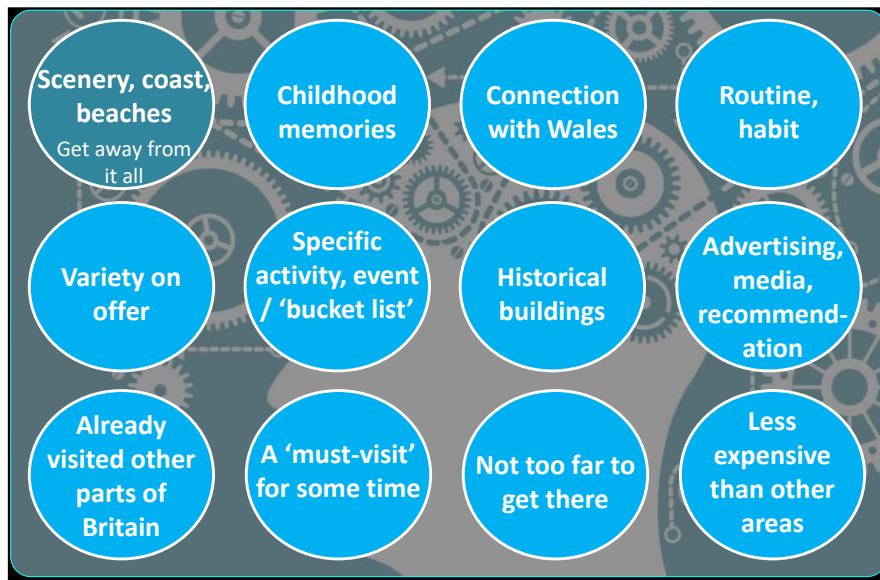 Scenery, coast,
beaches
Get away from
it all
Childhood
memories
Connection
with Wales
Routine,
habit
Variety on
offer
Specific
activity, event
/ ‘bucket list’
Historical
buildings
Advertising,
media,
recommend-
ation
Already
visited other
parts of
Britain
A ‘must-visit’
for some time
Not too far to
get there
Less
expensive
than other
areas